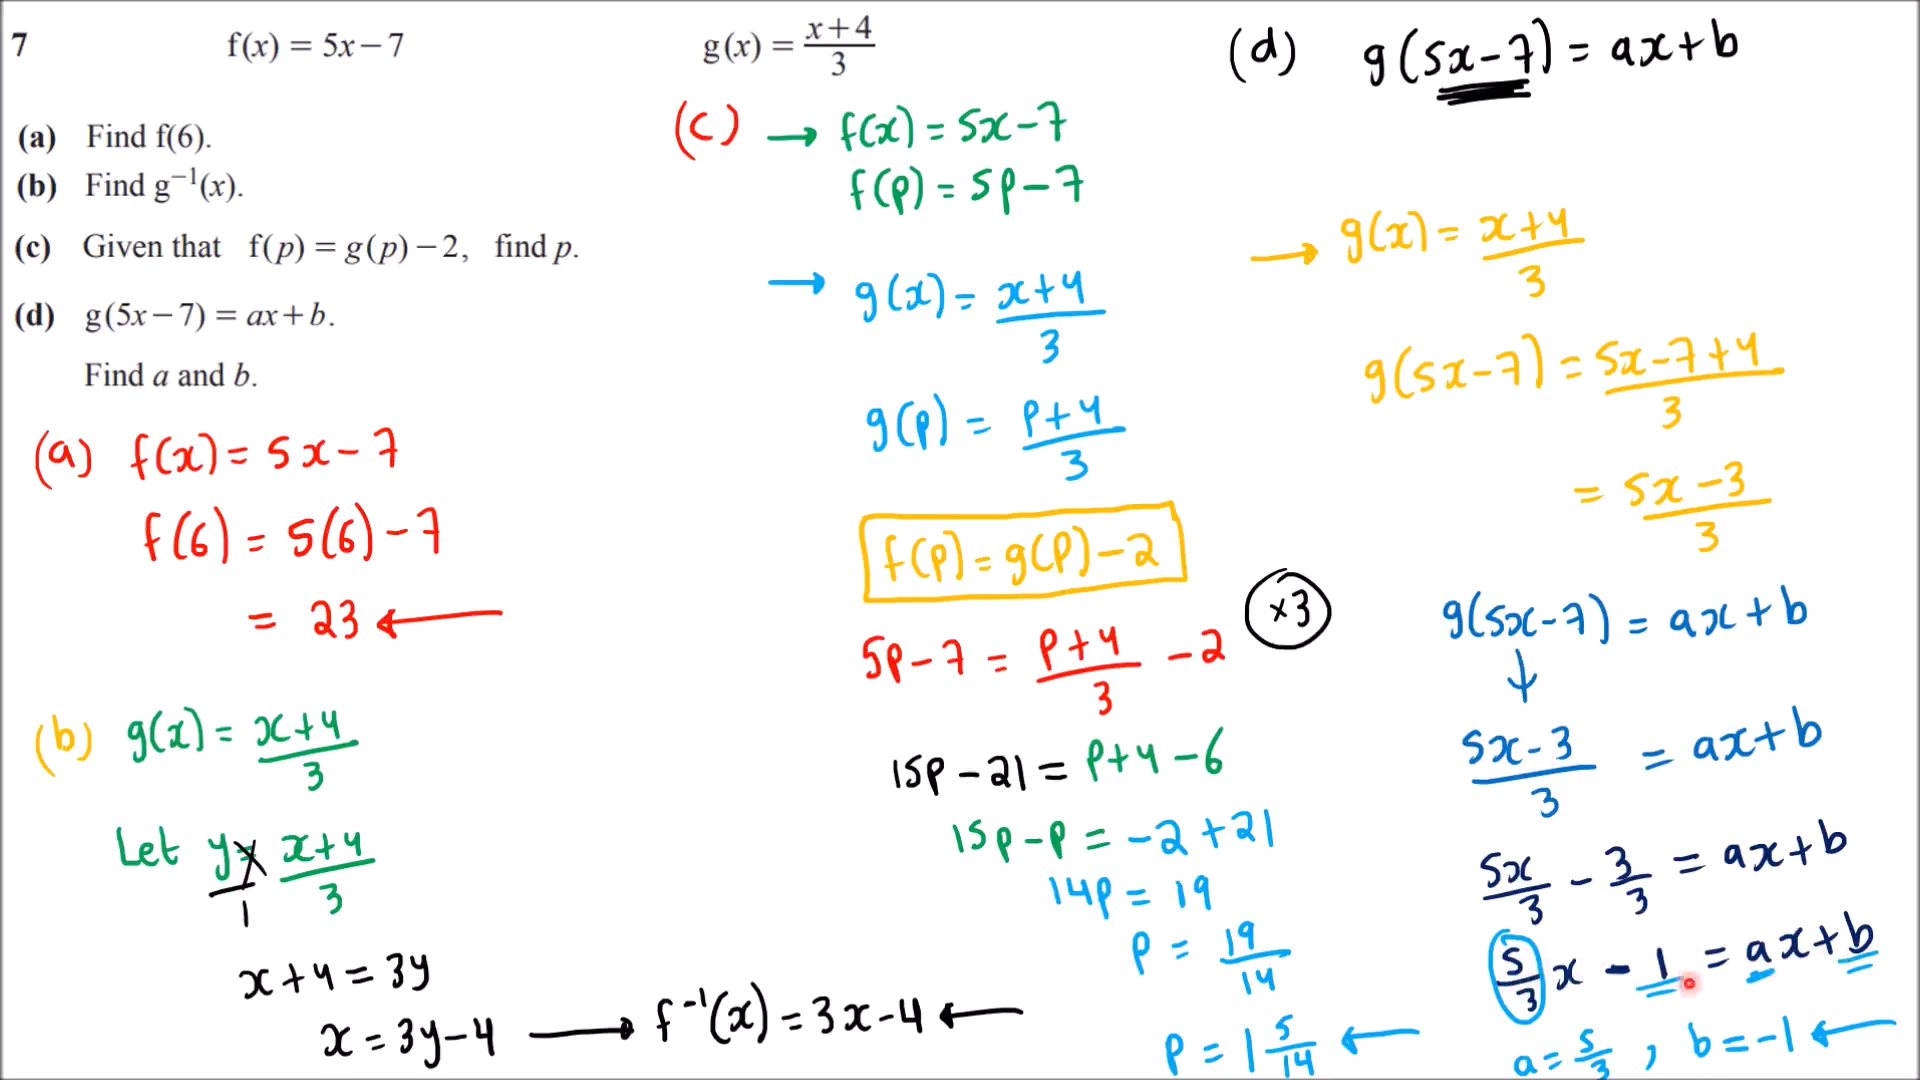 7 f(x) = 5x − 7 g(x) = (x + 4)/3
(a) Find f(6).
(b) Find g⁻¹(x).
(c) Given that f(p) = g(p) − 2, find p.
(d) g(5x − 7) = ax + b.
Find a and b.
(a) f(x) = 5x − 7
f(6) = 5(6) − 7
= 23 ←
(b) g(x) = (x+4)/3
Let y/1 = (x+4)/3
x + 4 = 3y
x = 3y − 4 → f⁻¹(x) = 3x − 4 ←
(c) → f(x) = 5x − 7
f(p) = 5p − 7
→ g(x) = (x+4)/3
g(p) = (p+4)/3
f(p) = g(p) − 2
5p − 7 = (p+4)/3 − 2 ×3
15p − 21 = p + 4 − 6
15p − p = −2 + 21
14p = 19
p = 19/14
p = 1 5/14 ←
(d) g(5x − 7) = ax + b
→ g(x) = (x+4)/3
g(5x − 7) = (5x − 7 + 4)/3
= (5x − 3)/3
g(5x − 7) = ax + b
↓
(5x − 3)/3 = ax + b
5x/3 − 3/3 = ax + b
5/3 x − 1 = ax + b
a = 5/3 , b = −1 ←